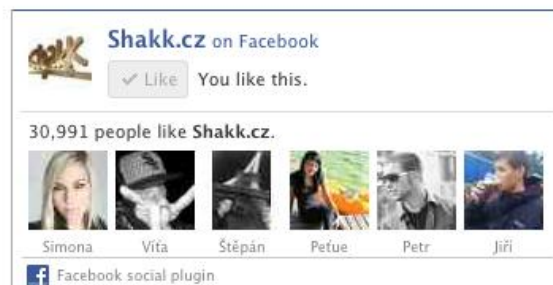 Shakk.cz on Facebook
Like You like this.
30,991 people like Shakk.cz.
Simona Víťa Štěpán Peťue Petr Jiří
Facebook social plugin